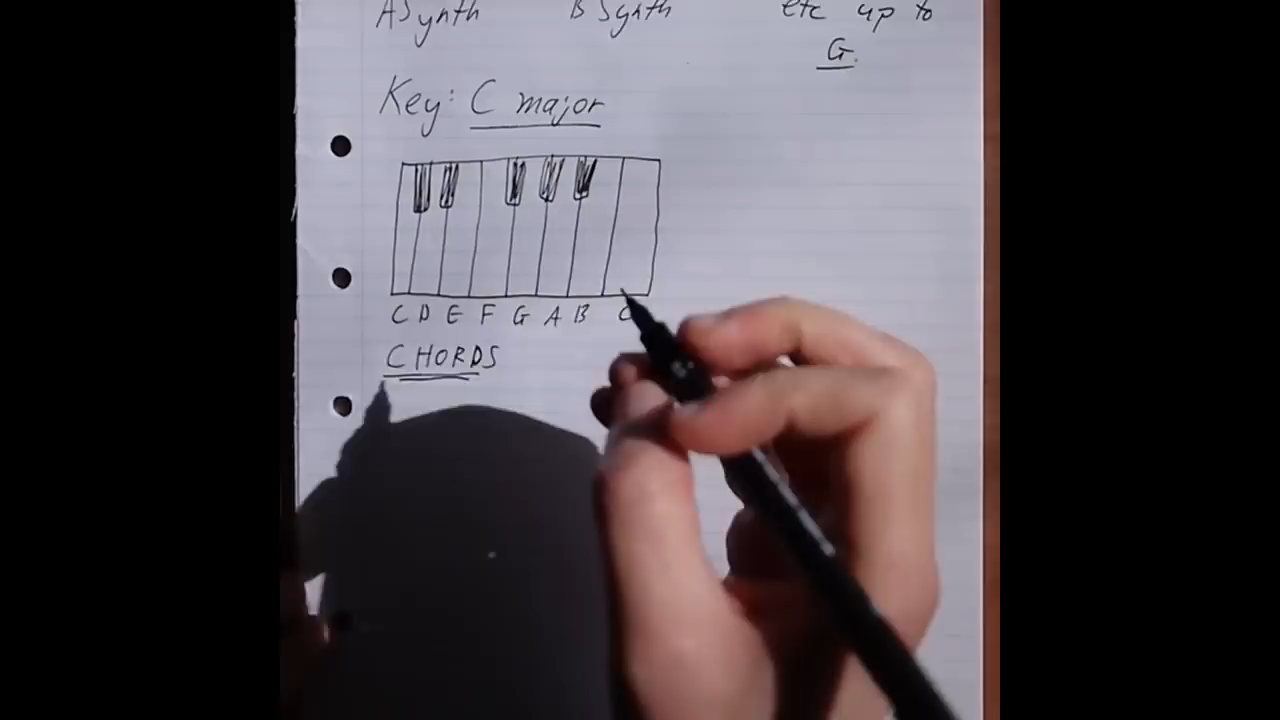 A Synth B Synth etc up to
G.
Key: C major
C D E F G A B C
CHORDS